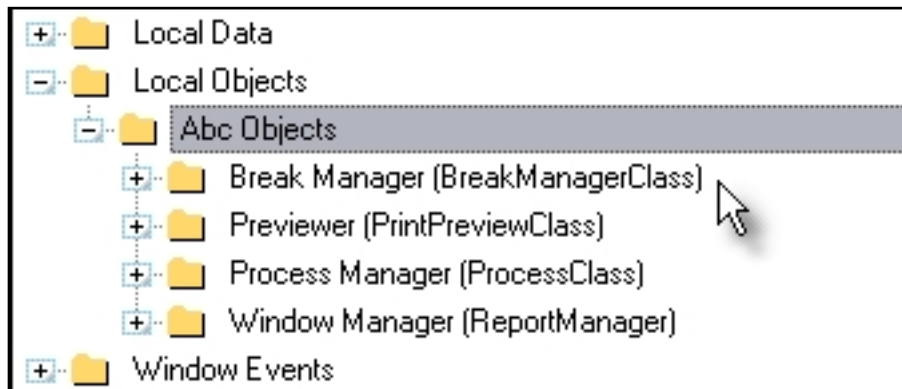 Local Data
Local Objects
Abc Objects
Break Manager (BreakManagerClass)
Previewer (PrintPreviewClass)
Process Manager (ProcessClass)
Window Manager (ReportManager)
Window Events